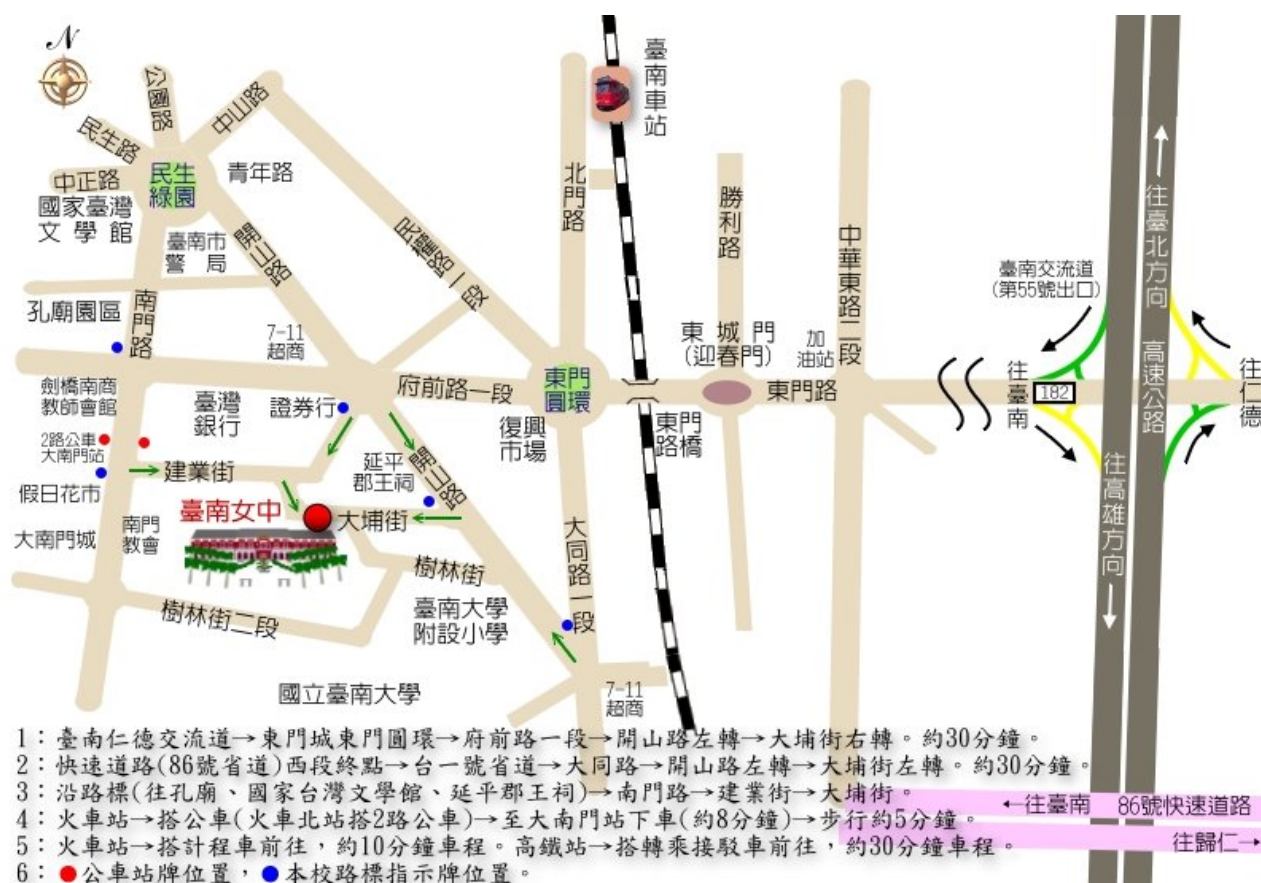 N
臺南車站
公園路
中山路
民生路
中正路
民生
綠園
青年路
國家臺灣
文學館
臺南市
警局
開山路
民權路一段
北門路
勝利路
中華東路二段
往臺北方向
臺南交流道
(第55號出口)
孔廟園區
南門路
7-11
超商
東城門
(迎春門)
加油站
高速公路
劍橋南商
教師會館
臺灣
銀行
證券行
府前路一段
東門
圓環
東門路
往臺南
182
往仁德
2路公車
大南門站
復興
市場
東門
路橋
建業街
延平
郡王祠
開山路
假日花市
臺南女中
大埔街
往高雄方向
大南門城
南門
教會
大同路一段
樹林街
樹林街二段
臺南大學
附設小學
國立臺南大學
7-11
超商
1：臺南仁德交流道→東門城東門圓環→府前路一段→開山路左轉→大埔街右轉。約30分鐘。
2：快速道路(86號省道)西段終點→台一號省道→大同路→開山路左轉→大埔街左轉。約30分鐘。
3：沿路標(往孔廟、國家台灣文學館、延平郡王祠)→南門路→建業街→大埔街。
←往臺南 86號快速道路
4：火車站→搭公車(火車北站搭2路公車)→至大南門站下車(約8分鐘)→步行約5分鐘。
5：火車站→搭計程車前往，約10分鐘車程。高鐵站→搭轉乘接駁車前往，約30分鐘車程。
往歸仁→
6：●公車站牌位置，●本校路標指示牌位置。